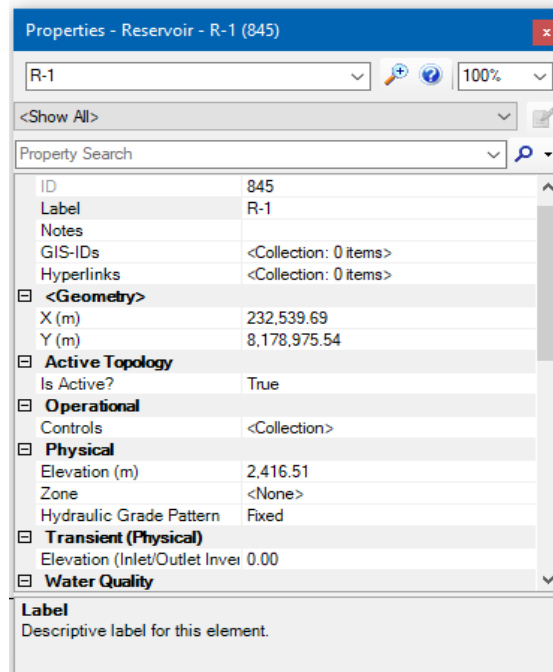 Properties - Reservoir - R-1 (845)
x
R-1
100%
<Show All>
Property Search
ID 845
Label R-1
Notes
GIS-IDs <Collection: 0 items>
Hyperlinks <Collection: 0 items>
<Geometry>
X (m) 232,539.69
Y (m) 8,178,975.54
Active Topology
Is Active? True
Operational
Controls <Collection>
Physical
Elevation (m) 2,416.51
Zone <None>
Hydraulic Grade Pattern Fixed
Transient (Physical)
Elevation (Inlet/Outlet Inver 0.00
Water Quality
Label
Descriptive label for this element.